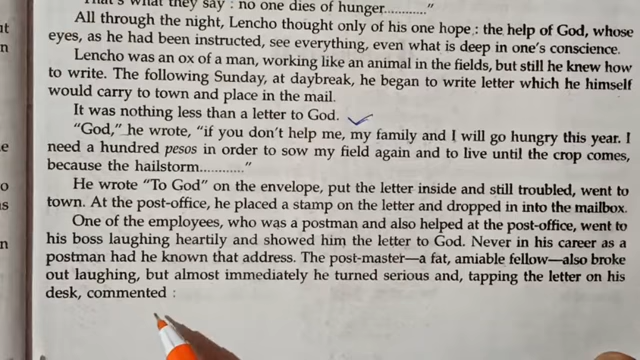 That's what they say : no one dies of hunger............"
All through the night, Lencho thought only of his one hope : the help of God, whose
eyes, as he had been instructed, see everything, even what is deep in one's conscience.
Lencho was an ox of a man, working like an animal in the fields, but still he knew how
to write. The following Sunday, at daybreak, he began to write letter which he himself
would carry to town and place in the mail.
It was nothing less than a letter to God.
"God," he wrote, "if you don't help me, my family and I will go hungry this year. I
need a hundred pesos in order to sow my field again and to live until the crop comes,
because the hailstorm............"
He wrote "To God" on the envelope, put the letter inside and still troubled, went to
town. At the post-office, he placed a stamp on the letter and dropped in into the mailbox.
One of the employees, who was a postman and also helped at the post-office, went to
his boss laughing heartily and showed him the letter to God. Never in his career as a
postman had he known that address. The post-master—a fat, amiable fellow—also broke
out laughing, but almost immediately he turned serious and, tapping the letter on his
desk, commented :